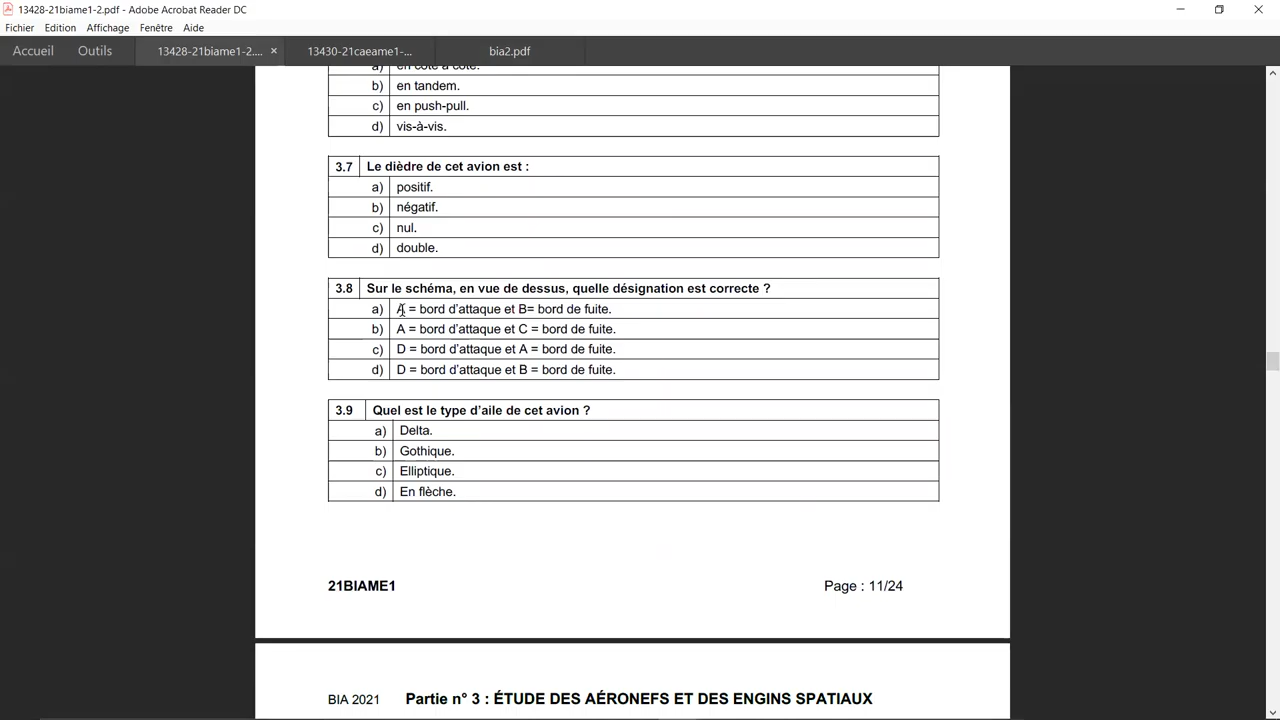 13428-21biame1-2.pdf - Adobe Acrobat Reader DC
Fichier Edition Affichage Fenêtre Aide
Accueil Outils 13428-21biame1-2.... × 13430-21caeame1-... bia2.pdf
a) en côte à côte.
b) en tandem.
c) en push-pull.
d) vis-à-vis.
3.7 Le dièdre de cet avion est :
a) positif.
b) négatif.
c) nul.
d) double.
3.8 Sur le schéma, en vue de dessus, quelle désignation est correcte ?
a) A = bord d’attaque et B= bord de fuite.
b) A = bord d’attaque et C = bord de fuite.
c) D = bord d’attaque et A = bord de fuite.
d) D = bord d’attaque et B = bord de fuite.
3.9 Quel est le type d’aile de cet avion ?
a) Delta.
b) Gothique.
c) Elliptique.
d) En flèche.
21BIAME1 Page : 11/24
BIA 2021 Partie n° 3 : ÉTUDE DES AÉRONEFS ET DES ENGINS SPATIAUX